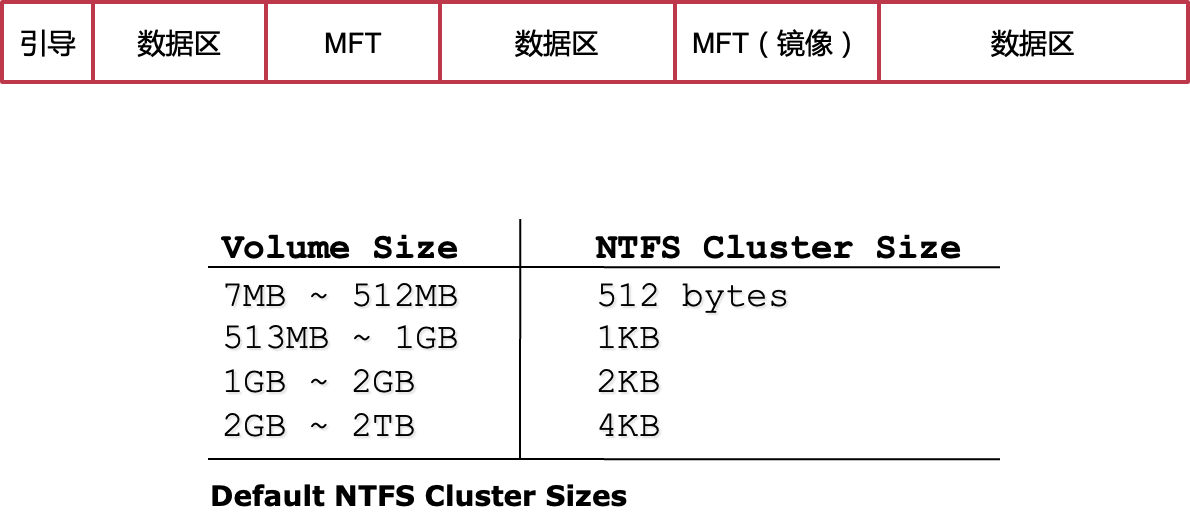 引导 数据区 MFT 数据区 MFT（镜像） 数据区
Volume Size NTFS Cluster Size
7MB ~ 512MB 512 bytes
513MB ~ 1GB 1KB
1GB ~ 2GB 2KB
2GB ~ 2TB 4KB
Default NTFS Cluster Sizes